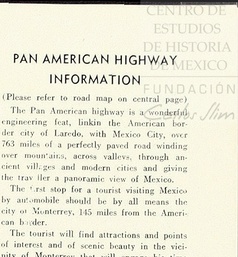 CENTRO DE
ESTUDIOS
DE HISTORIA
DE MEXICO
FUNDACIÓN
Carlos Slim
PAN AMERICAN HIGHWAY
INFORMATION
(Please refer to road map on central page)
The Pan American highway is a wonderful
engineering feat, linkin the American bor-
der city of Laredo, with Mexico City, over
763 miles of a perfectly paved road winding
over mountains, across valleys, through an-
cient villages and modern cities and giving
the traveller a panoramic view of Mexico.
The first stop for a tourist visiting Mexico
by automobile should be by all means the
city of Monterrey, 145 miles from the Ameri-
can border.
The tourist will find attractions and points
of interest and of scenic beauty in the vici-
nity of Monterrey that will